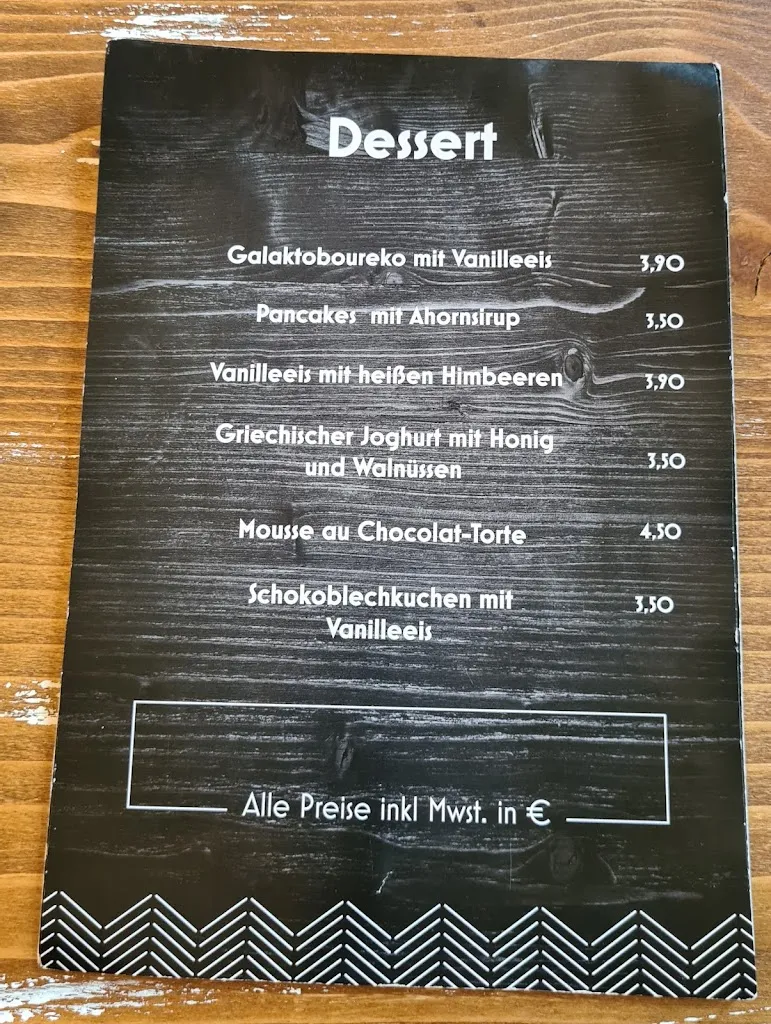 Dessert
Galaktoboureko mit Vanilleeis 3,90
Pancakes mit Ahornsirup 3,50
Vanilleeis mit heißen Himbeeren 3,90
Griechischer Joghurt mit Honig
und Walnüssen 3,50
Mousse au Chocolat-Torte 4,50
Schokoblechkuchen mit 3,50
Vanilleeis
Alle Preise inkl Mwst. in €